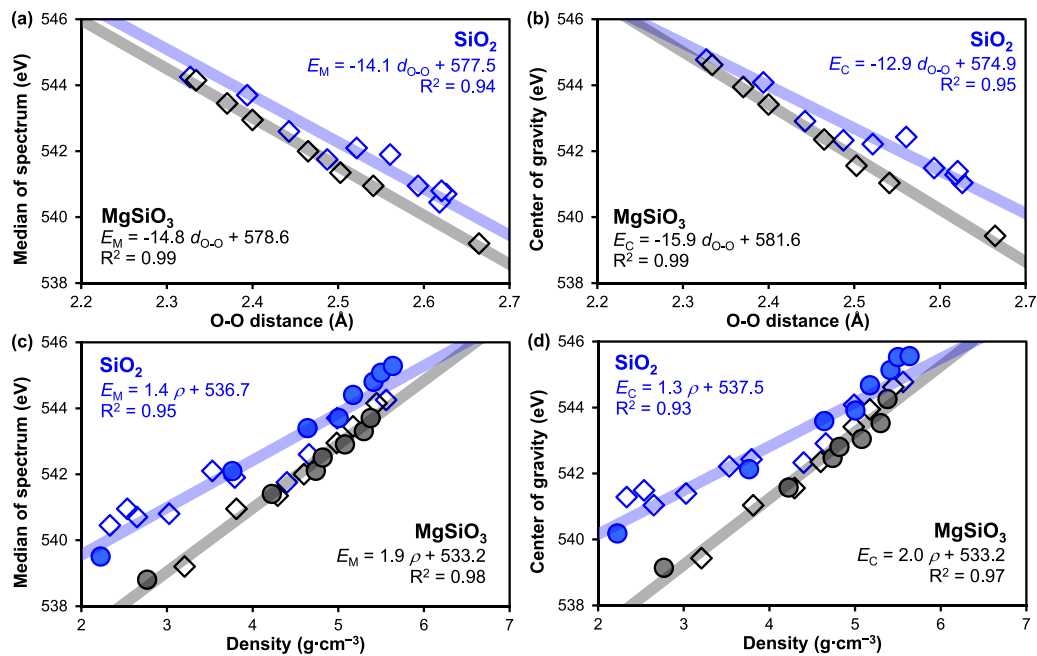 (a)
546
544
542
540
538
Median of spectrum (eV)
SiO2
EM = -14.1 dO-O + 577.5
R2 = 0.94
MgSiO3
EM = -14.8 dO-O + 578.6
R2 = 0.99
2.2 2.3 2.4 2.5 2.6 2.7
O-O distance (Å)
(b)
546
544
542
540
538
Center of gravity (eV)
SiO2
EC = -12.9 dO-O + 574.9
R2 = 0.95
MgSiO3
EC = -15.9 dO-O + 581.6
R2 = 0.99
2.2 2.3 2.4 2.5 2.6 2.7
O-O distance (Å)
(c)
546
544
542
540
538
Median of spectrum (eV)
SiO2
EM = 1.4 ρ + 536.7
R2 = 0.95
MgSiO3
EM = 1.9 ρ + 533.2
R2 = 0.98
2 3 4 5 6 7
Density (g·cm−3)
(d)
546
544
542
540
538
Center of gravity (eV)
SiO2
EC = 1.3 ρ + 537.5
R2 = 0.93
MgSiO3
EC = 2.0 ρ + 533.2
R2 = 0.97
2 3 4 5 6 7
Density (g·cm−3)